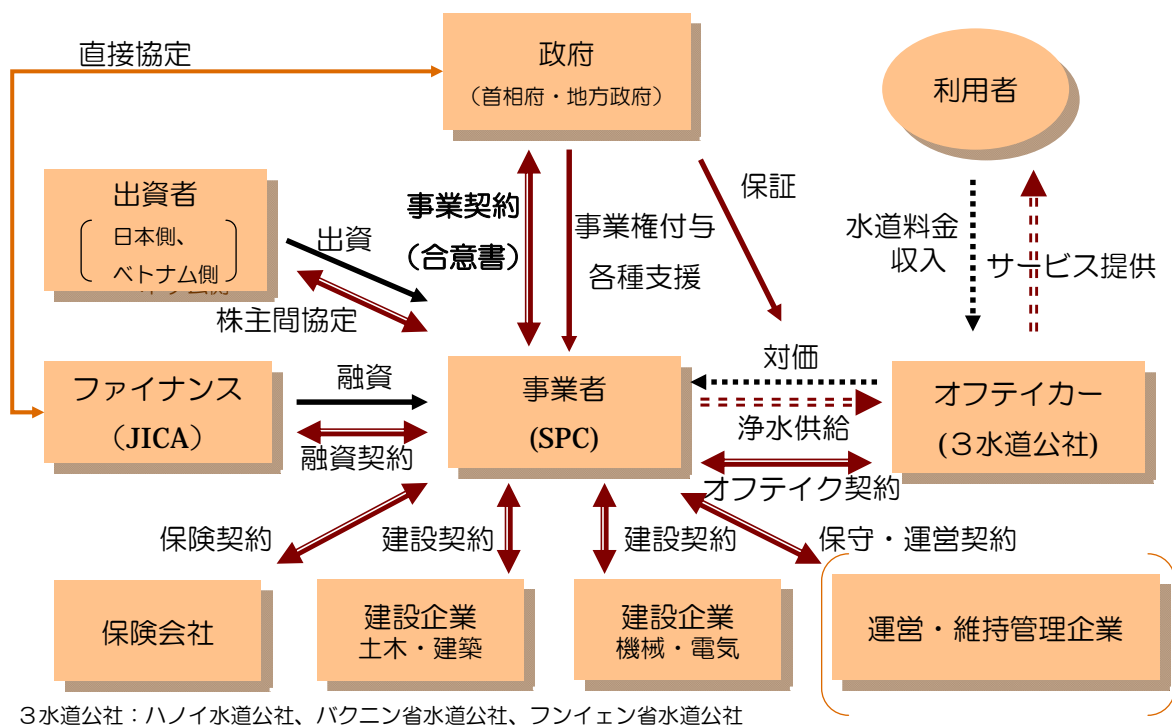 直接協定
政府
（首相府・地方政府）
利用者
出資者
日本側、
ベトナム側
出資
株主間協定
事業契約
（合意書）
事業権付与
各種支援
保証
水道料金
収入
サービス提供
ファイナンス
（JICA）
融資
融資契約
事業者
(SPC)
対価
浄水供給
オフテイク契約
オフテイカー
(３水道公社)
保険契約
建設契約
建設契約
保守・運営契約
保険会社
建設企業
土木・建築
建設企業
機械・電気
運営・維持管理企業
３水道公社：ハノイ水道公社、バクニン省水道公社、フンイェン省水道公社